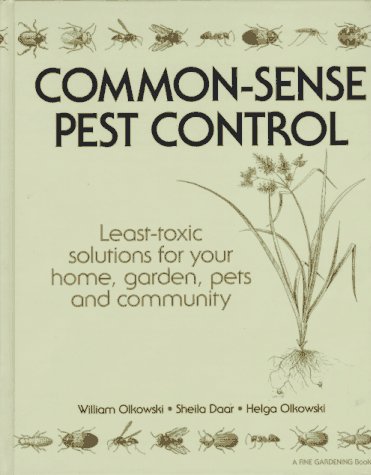 COMMON-SENSE
PEST CONTROL
Least-toxic
solutions for your
home, garden, pets
and community
William Olkowski • Sheila Daar • Helga Olkowski
A FINE GARDENING Book